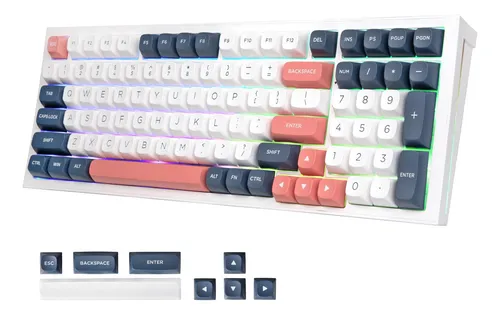 ESC F1 F2 F3 F4 F5 F6 F7 F8 F9 F10 F11 F12 DEL INS PS PGUP PGDN
BACKSPACE NUM / * -
TAB Q W E R T Y U I O P 7 8 9 +
CAPSLOCK A S D F G H J K L ENTER 4 5 6
SHIFT Z X C V B N M SHIFT ▲ 1 2 3 ENTER
CTRL WIN ALT ALT FN CTRL ◄ ▼ ► 0 .
ESC BACKSPACE ENTER ▲
◄ ▼ ►